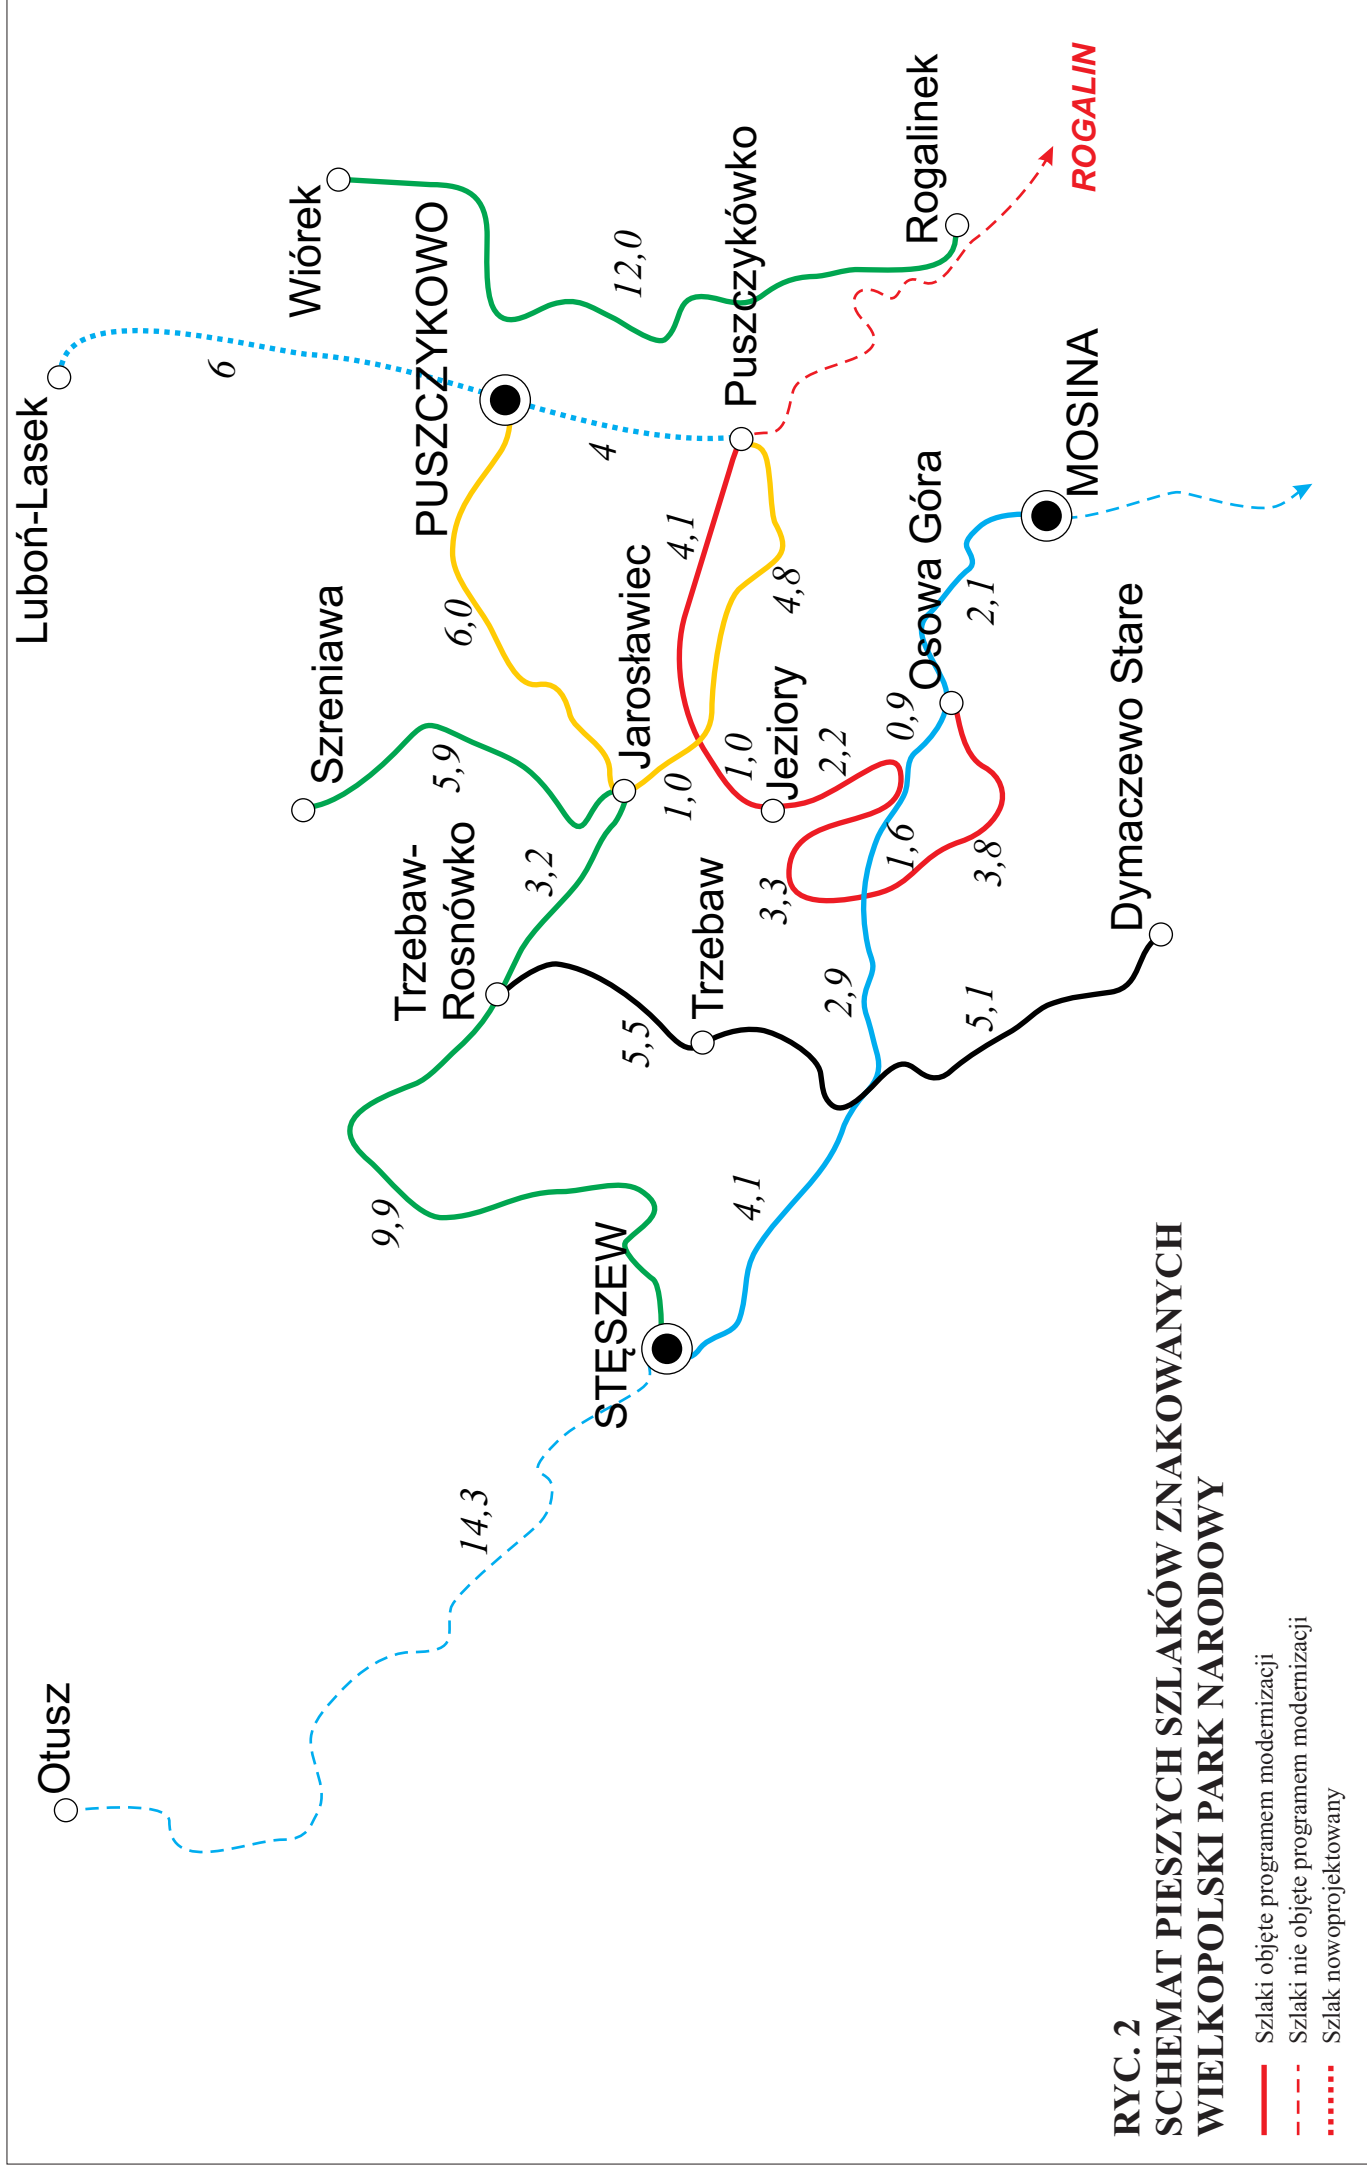 Otusz
14,3
STĘSZEW
9,9
4,1
Trzebaw-
Rosnówko
5,5
Trzebaw
2,9
5,1
Dymaczewo Stare
3,2
Szreniawa
5,9
Jarosławiec
1,0
1,0
Jeziory
2,2
3,3
1,6
3,8
0,9
Osowa Góra
2,1
MOSINA
6,0
4,1
4,8
Luboń-Lasek
6
PUSZCZYKOWO
4
Puszczykówko
Wiórek
12,0
Rogalinek
ROGALIN
RYC. 2
SCHEMAT PIESZYCH SZLAKÓW ZNAKOWANYCH
WIELKOPOLSKI PARK NARODOWY
Szlaki objęte programem modernizacji
Szlaki nie objęte programem modernizacji
Szlak nowoprojektowany